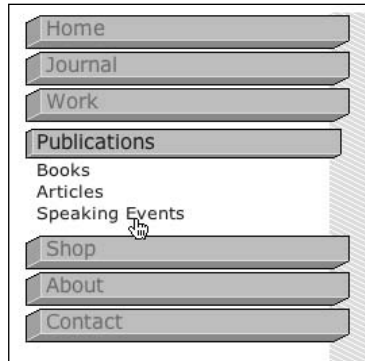 Home
Journal
Work
Publications
Books
Articles
Speaking Events
Shop
About
Contact